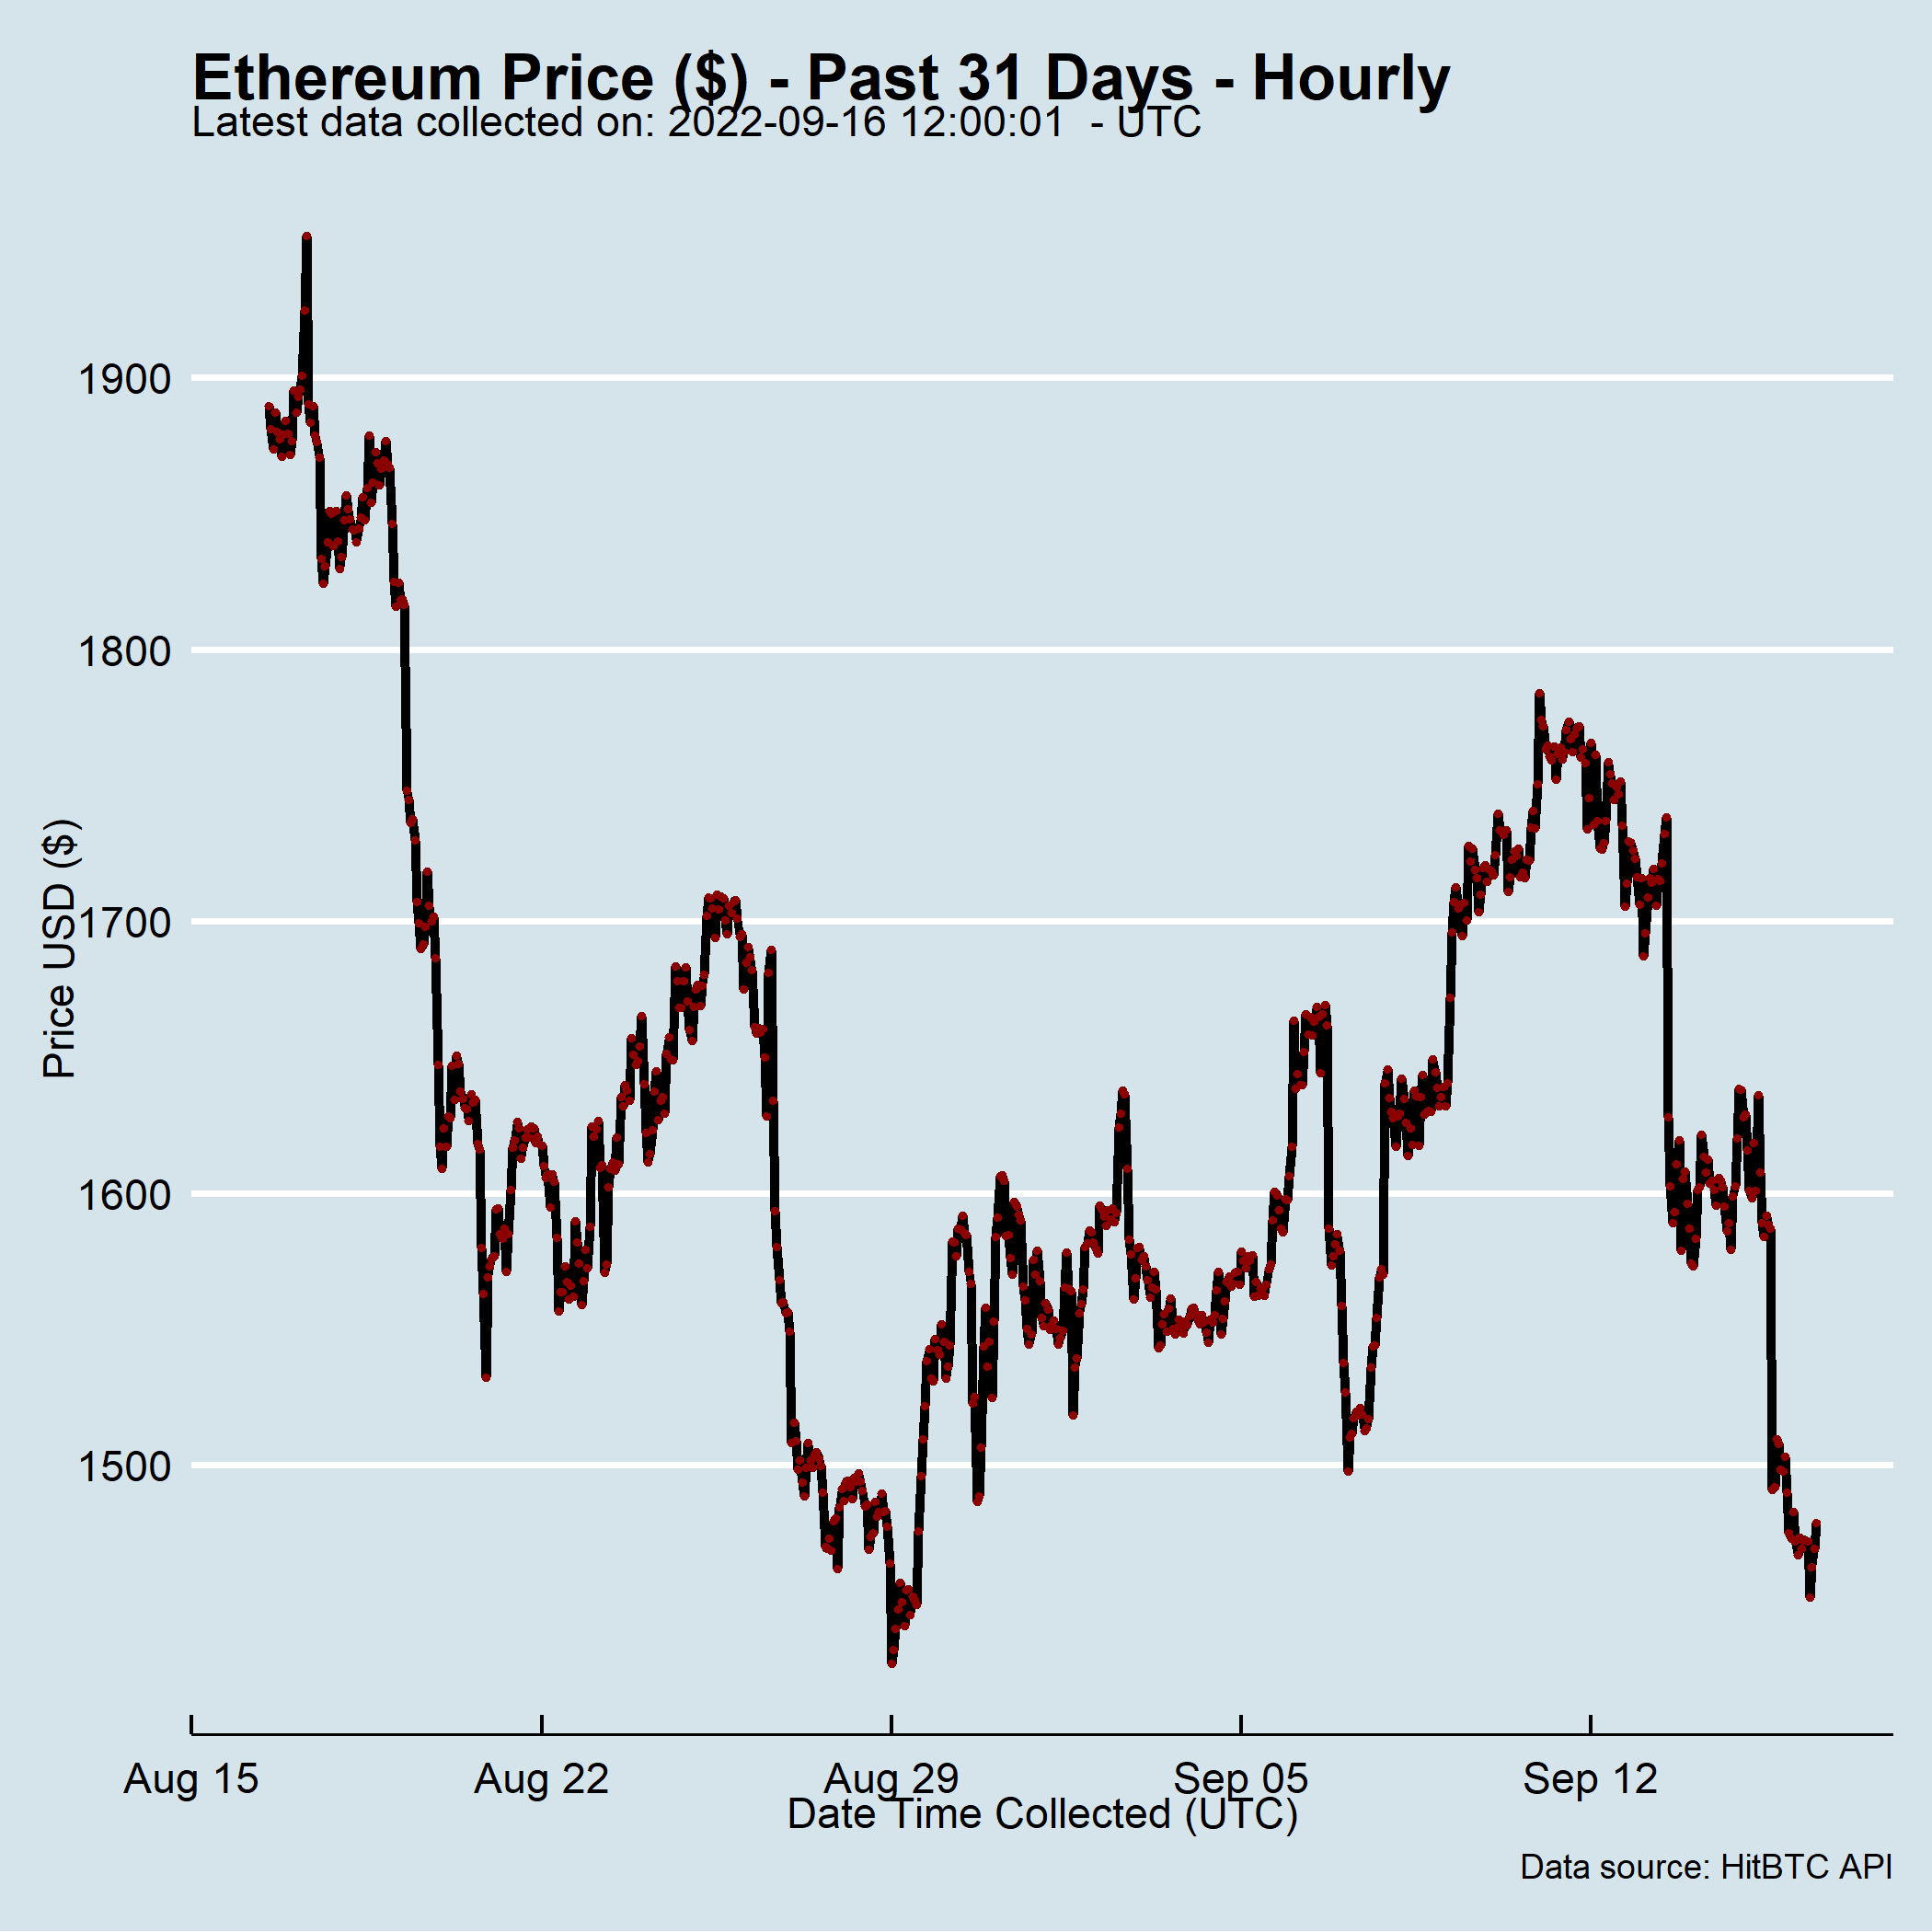 Ethereum Price ($) - Past 31 Days - Hourly
Latest data collected on: 2022-09-16 12:00:01  - UTC
1900
1800
1700
1600
1500
Price USD ($)
Aug 15 Aug 22 Aug 29 Sep 05 Sep 12
Date Time Collected (UTC)
Data source: HitBTC API